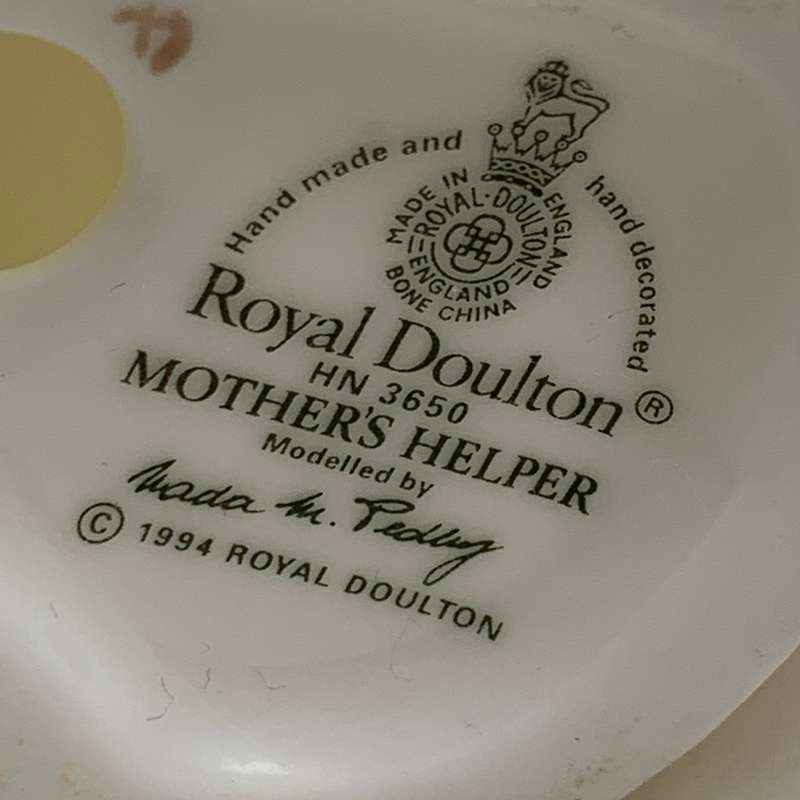 Hand made and hand decorated
MADE IN ENGLAND
ROYAL·DOULTON
ENGLAND
BONE CHINA
Royal Doulton ®
HN 3650
MOTHER'S HELPER
Modelled by
Nada M. Pedley
© 1994 ROYAL DOULTON